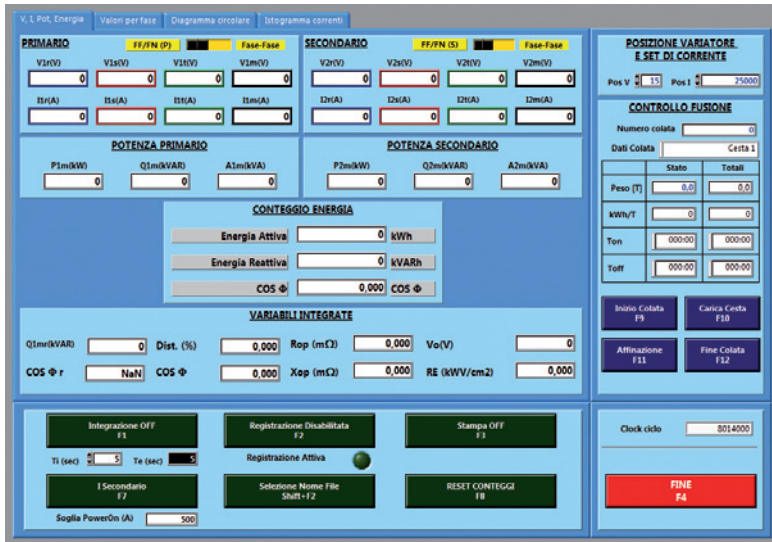 V, I, Pot, Energia Valori per fase Diagramma circolare Istogramma correnti
PRIMARIO FF/FN (P) Fase-Fase
V1r(V) V1s(V) V1t(V) V1m(V)
0 0 0 0
I1r(A) I1s(A) I1t(A) I1m(A)
0 0 0 0
SECONDARIO FF/FN (S) Fase-Fase
V2r(V) V2s(V) V2t(V) V2m(V)
0 0 0 0
I2r(A) I2s(A) I2t(A) I2m(A)
0 0 0 0
POTENZA PRIMARIO
P1m(kW) Q1m(kVAR) A1m(kVA)
0 0 0
POTENZA SECONDARIO
P2m(kW) Q2m(kVAR) A2m(kVA)
0 0 0
CONTEGGIO ENERGIA
Energia Attiva 0 kWh
Energia Reattiva 0 kVARh
COS Φ 0,000 COS Φ
VARIABILI INTEGRATE
Q1mr(kVAR) 0 Dist. (%) 0,000 Rop (mΩ) 0,000 Vo(V) 0
COS Φ r NaN COS Φ 0,000 Xop (mΩ) 0,000 RE (kWV/cm2) 0,000
POSIZIONE VARIATORE
E SET DI CORRENTE
Pos V 15 Pos I 25000
CONTROLLO FUSIONE
Numero colata 0
Dati Colata Cesta 1
Stato Totali
Peso (T) 0,0 0,0
kWh/T 0 0
Ton 000:00 000:00
Toff 000:00 000:00
Inizio Colata
F9
Carica Cesta
F10
Affinazione
F11
Fine Colata
F12
Integrazione OFF
F1
Registrazione Disabilitata
F2
Stampa OFF
F3
Ti (sec) 5 Te (sec) 5
Registrazione Attiva
I Secondario
F7
Selezione Nome File
Shift+F2
RESET CONTEGGI
F8
Soglia PowerOn (A) 500
Clock ciclo 8014000
FINE
F4